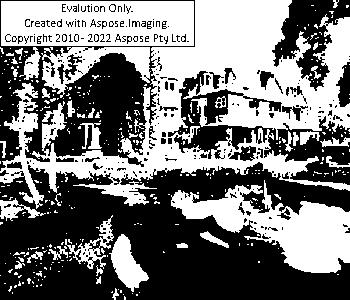 Evalution Only.
Created with Aspose.Imaging.
Copyright 2010- 2022 Aspose Pty Ltd.